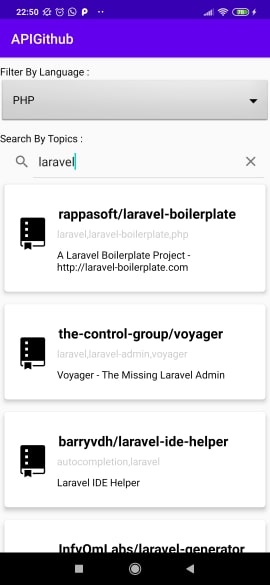 22:50
APIGithub
Filter By Language :
PHP
Search By Topics :
laravel
rappasoft/laravel-boilerplate
laravel,laravel-boilerplate,php
A Laravel Boilerplate Project -
http://laravel-boilerplate.com
the-control-group/voyager
laravel,laravel-admin,voyager
Voyager - The Missing Laravel Admin
barryvdh/laravel-ide-helper
autocompletion,laravel
Laravel IDE Helper
InfyOmLabs/laravel-generator